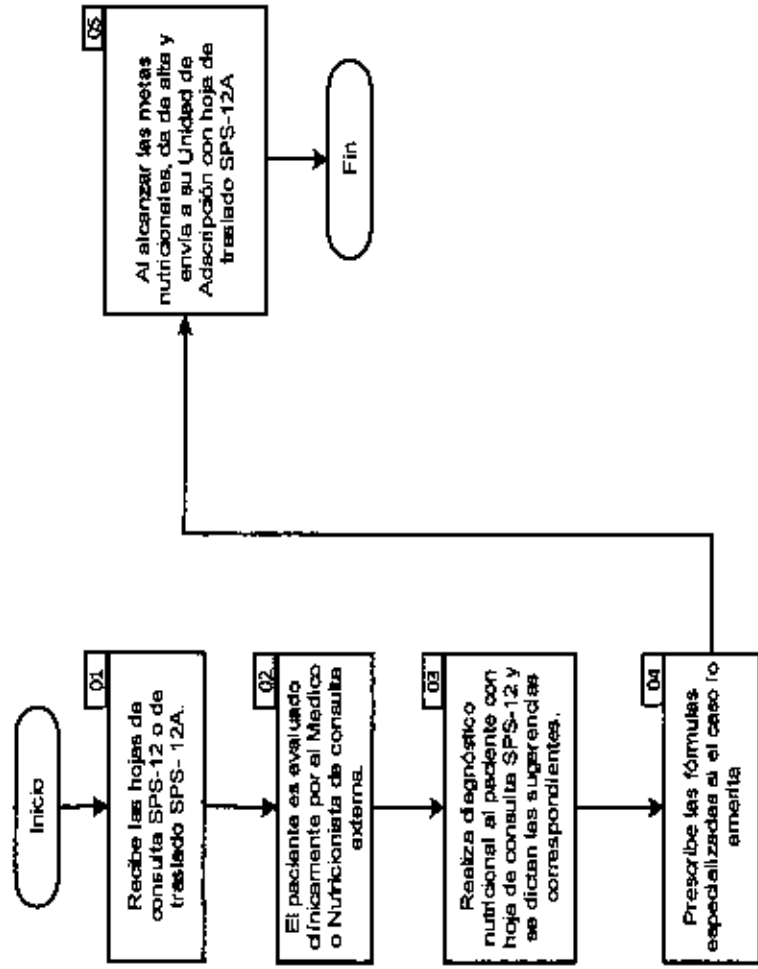 Inicio
01
Recibe las hojas de
consulta SPS-12 o de
traslado SPS- 12A.
02
El paciente es evaluado
clínicamente por el Medico
o Nutricionista de consulta
externa.
03
Realiza diagnóstico
nutricional al paciente con
hoja de consulta SPS-12 y
se dictan las sugerencias
correspondientes.
04
Prescribe las fórmulas
especializadas si el caso lo
amerita
05
Al alcanzar las metas
nutricionales, da de alta y
envía a su Unidad de
Adscripción con hoja de
traslado SPS-12A
Fin